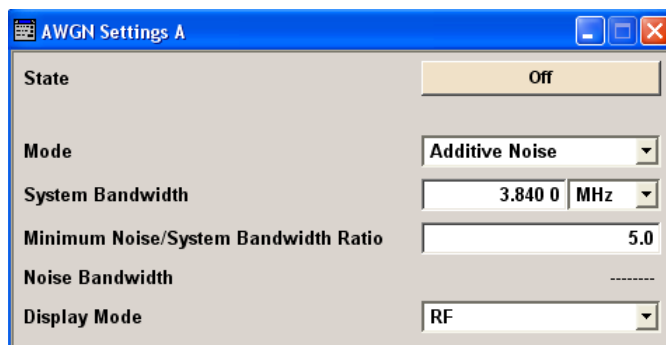 AWGN Settings A
State Off
Mode Additive Noise
System Bandwidth 3.840 0 MHz
Minimum Noise/System Bandwidth Ratio 5.0
Noise Bandwidth --------
Display Mode RF